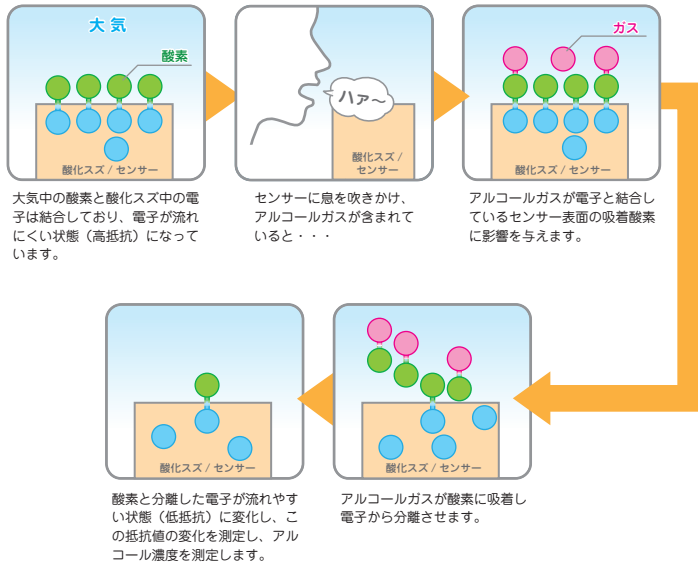 大気
酸素
酸化スズ / センサー
大気中の酸素と酸化スズ中の電
子は結合しており、電子が流れ
にくい状態（高抵抗）になって
います。
ハァ〜
酸化スズ /
センサー
センサーに息を吹きかけ、
アルコールガスが含まれて
いると・・・
ガス
酸化スズ / センサー
アルコールガスが電子と結合し
ているセンサー表面の吸着酸素
に影響を与えます。
酸化スズ / センサー
アルコールガスが酸素に吸着し
電子から分離させます。
酸化スズ / センサー
酸素と分離した電子が流れやす
い状態（低抵抗）に変化し、こ
の抵抗値の変化を測定し、アル
コール濃度を測定します。